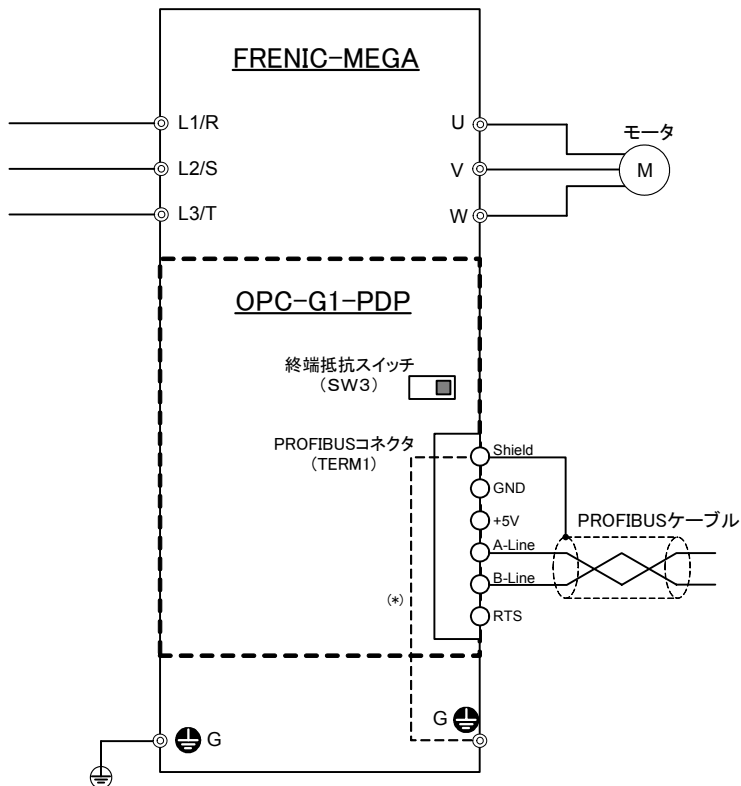 FRENIC-MEGA
L1/R
U
モータ
L2/S
V
M
L3/T
W
OPC-G1-PDP
終端抵抗スイッチ
(SW3)
PROFIBUSコネクタ
(TERM1)
Shield
GND
+5V
PROFIBUSケーブル
A-Line
B-Line
(*)
RTS
G
G